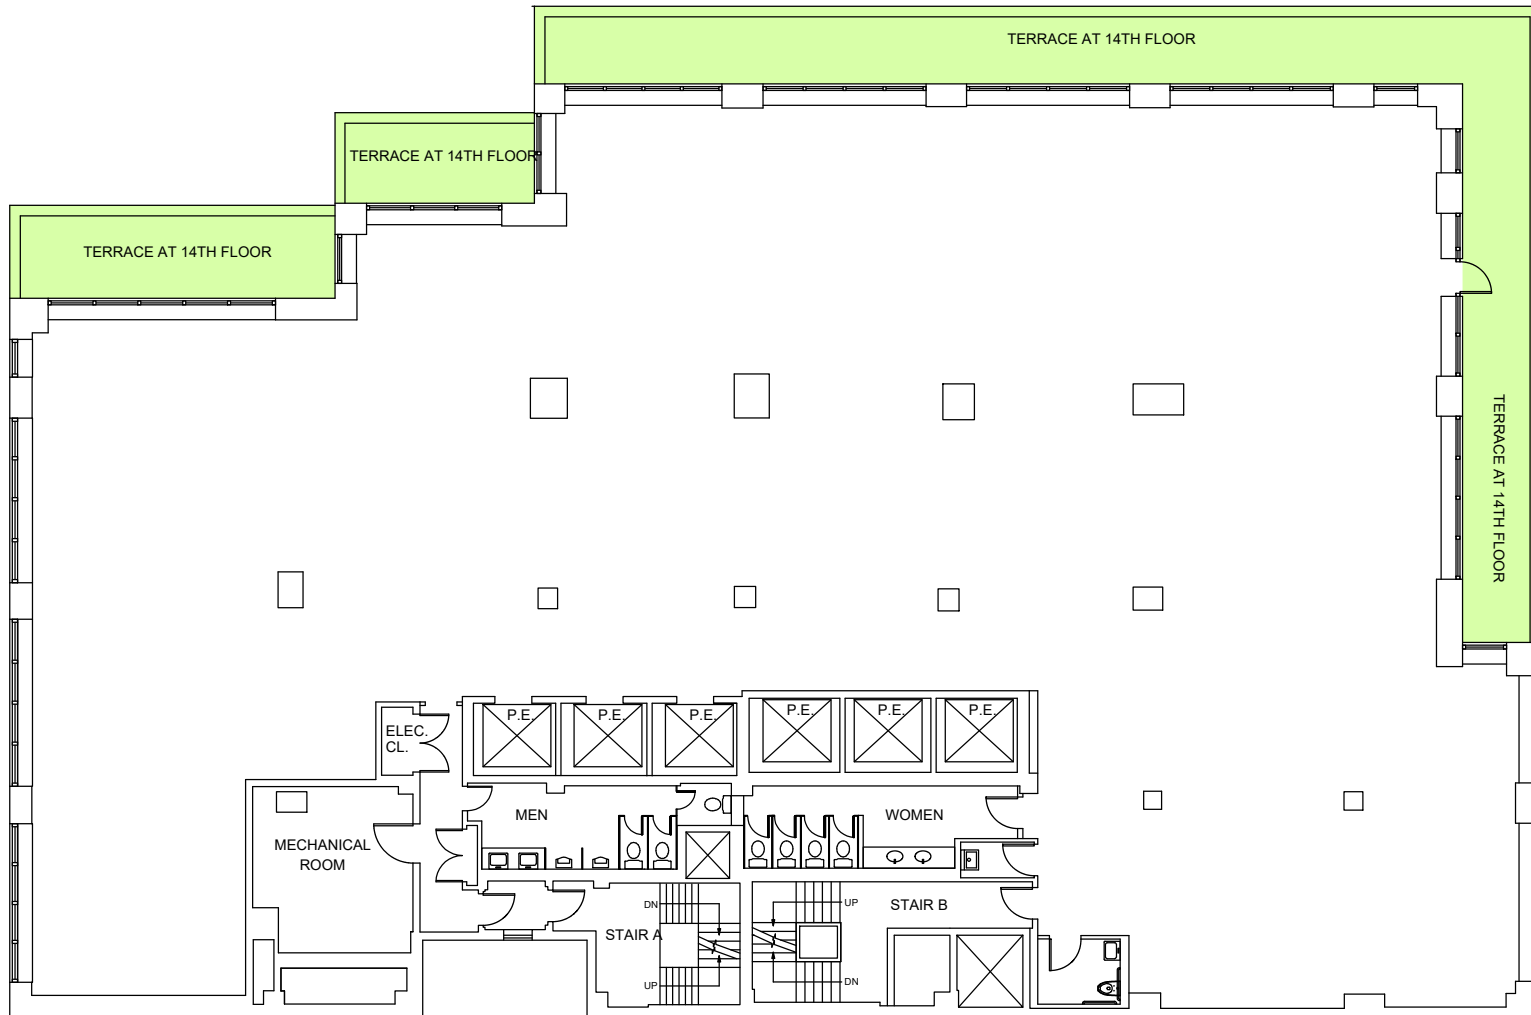 TERRACE AT 14TH FLOOR
TERRACE AT 14TH FLOOR
TERRACE AT 14TH FLOOR
TERRACE AT 14TH FLOOR
P.E.
P.E.
P.E.
P.E.
P.E.
P.E.
ELEC.
CL.
MEN
WOMEN
MECHANICAL
ROOM
DN
UP
STAIR A
STAIR B
UP
DN